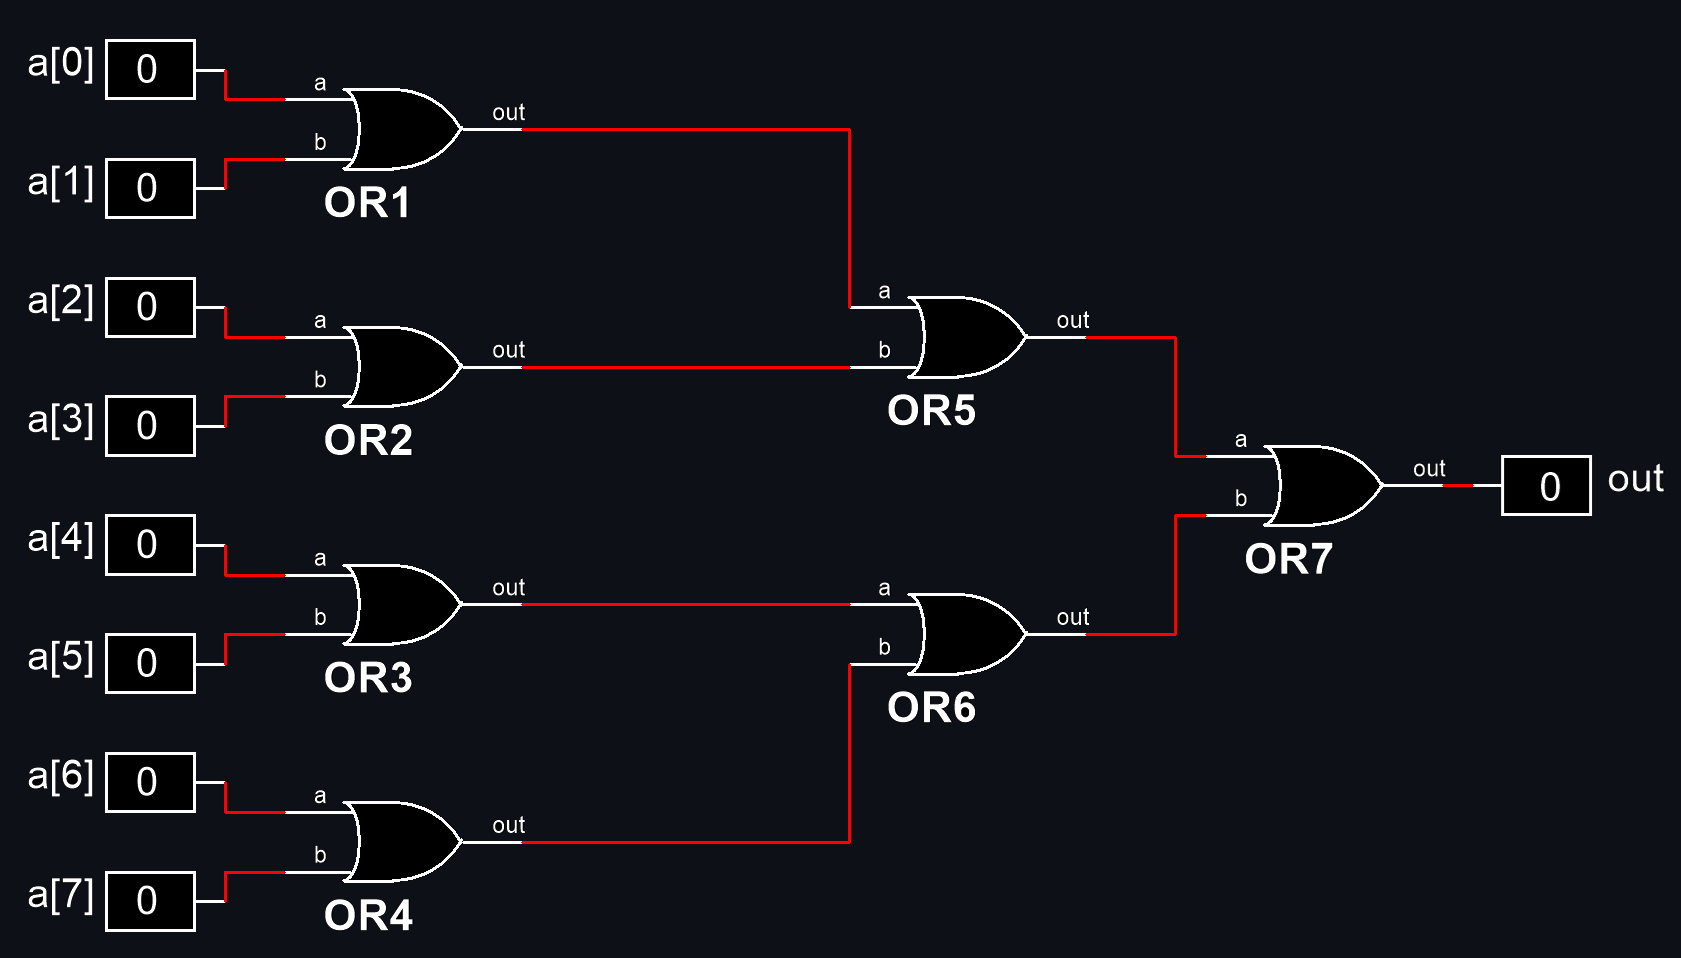 a[0] 0
a
out
a[1] 0
b
OR1
a[2] 0
a
out
a[3] 0
b
OR2
a[4] 0
a
out
a[5] 0
b
OR3
a[6] 0
a
out
a[7] 0
b
OR4
a
out
b
OR5
a
out
b
OR6
a
out
b
OR7
0 out